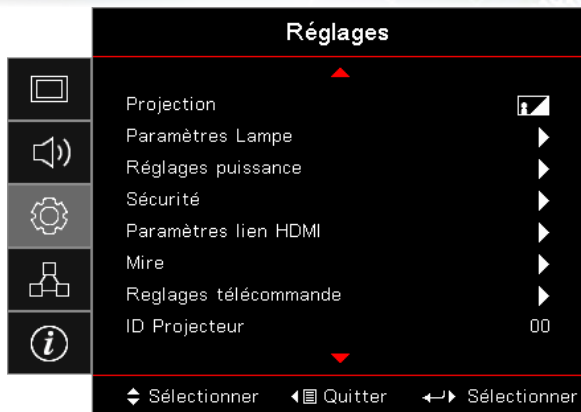 Réglages
Projection
Paramètres Lampe
Réglages puissance
Sécurité
Paramètres lien HDMI
Mire
Reglages télécommande
ID Projecteur 00
Sélectionner Quitter Sélectionner